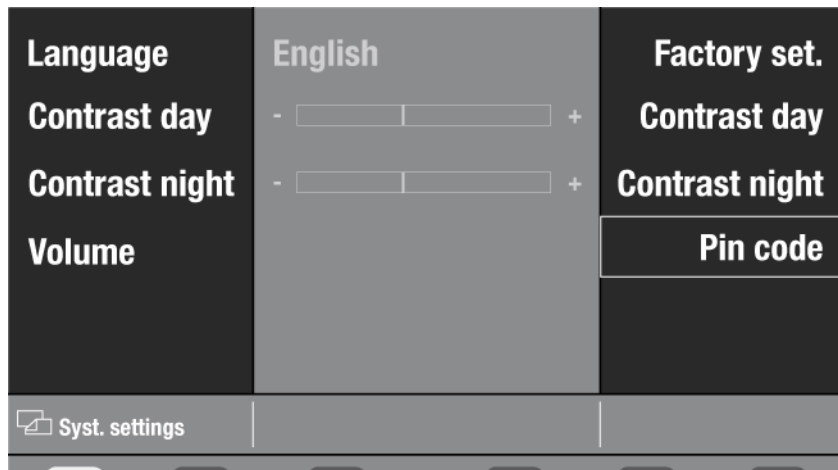 Language English Factory set.
Contrast day - + Contrast day
Contrast night - + Contrast night
Volume Pin code
Syst. settings